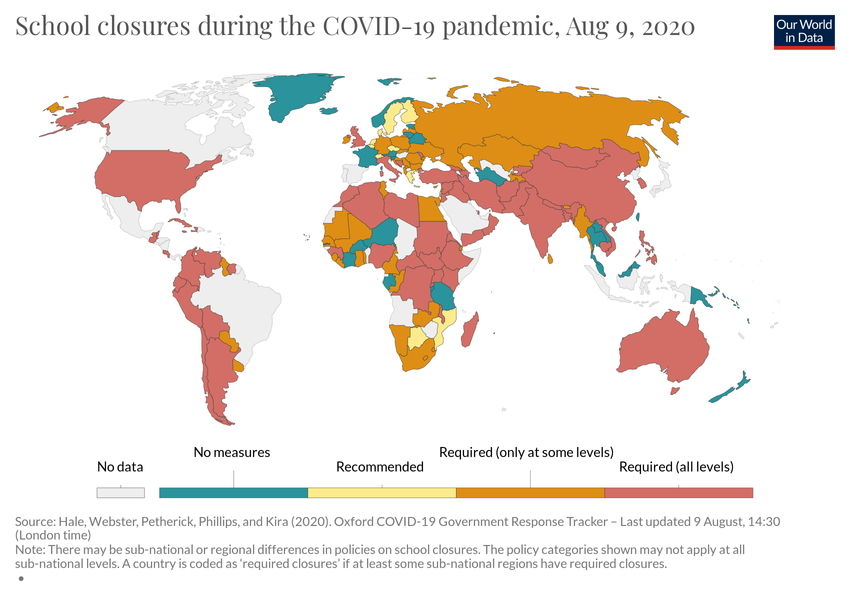 School closures during the COVID-19 pandemic, Aug 9, 2020
Our World
in Data
No data
No measures
Recommended
Required (only at some levels)
Required (all levels)
Source: Hale, Webster, Petherick, Phillips, and Kira (2020). Oxford COVID-19 Government Response Tracker – Last updated 9 August, 14:30
(London time)
Note: There may be sub-national or regional differences in policies on school closures. The policy categories shown may not apply at all
sub-national levels. A country is coded as 'required closures' if at least some sub-national regions have required closures.
•